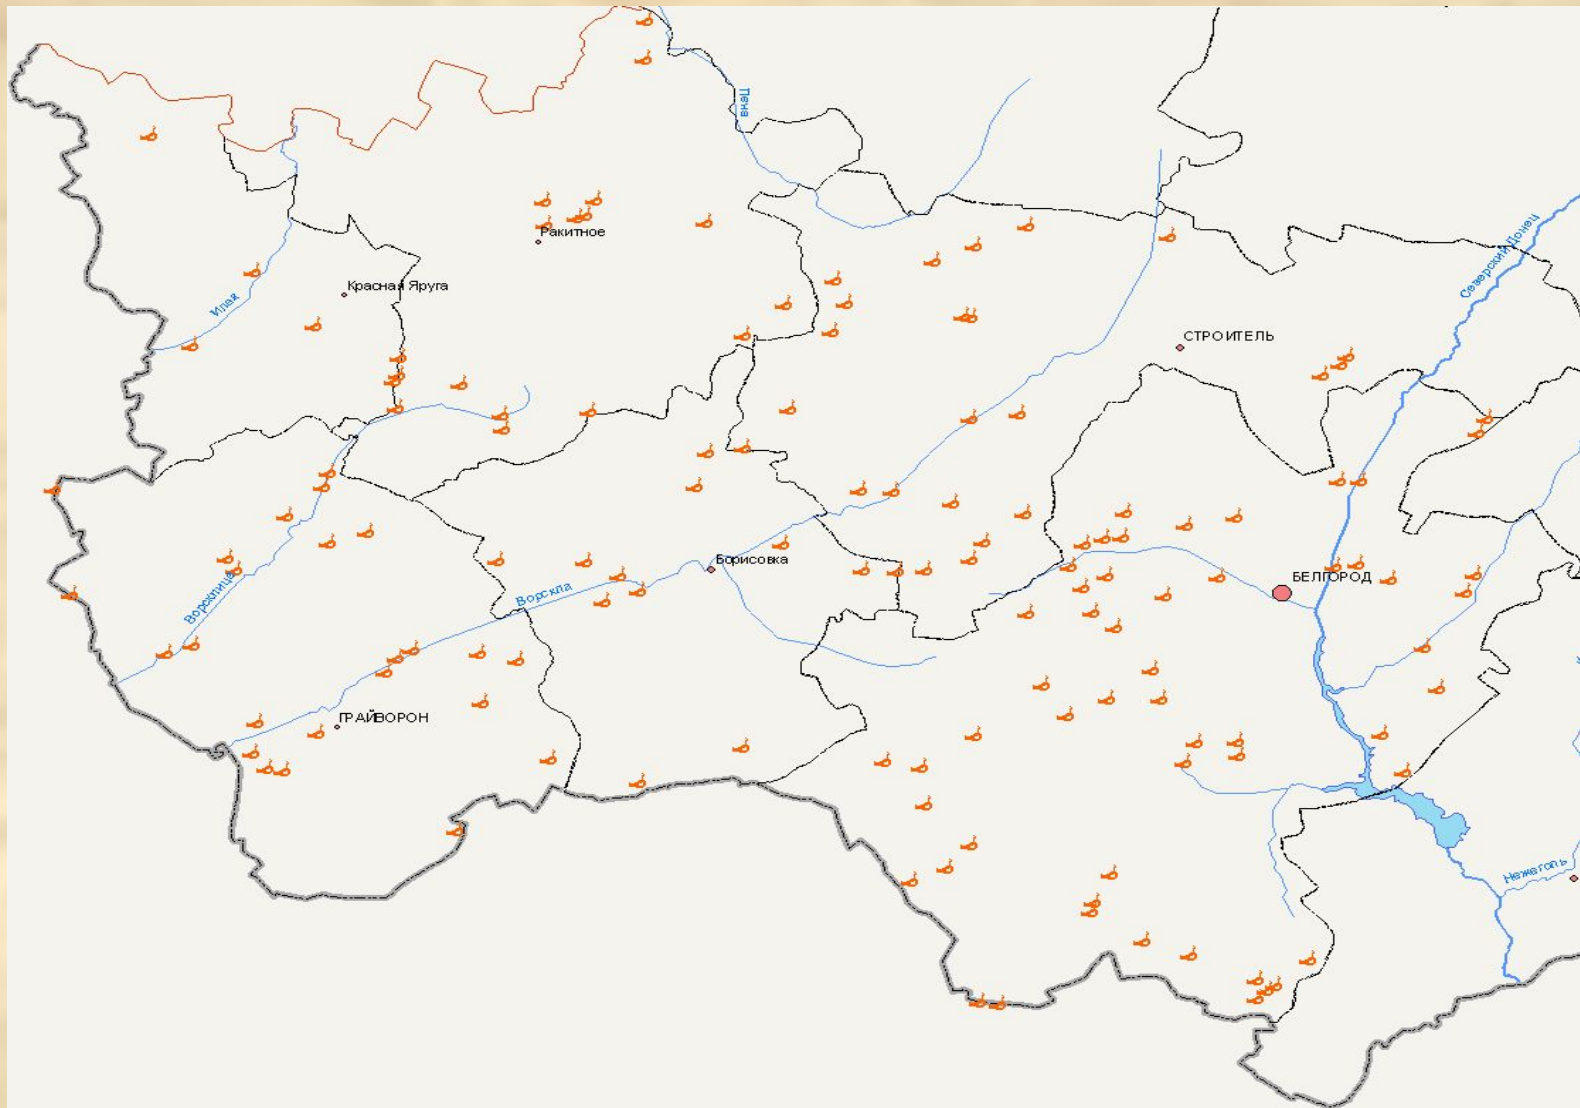 Пена
Ракитное
Северский Донец
Красная Яруга
Илек
СТРОИТЕЛЬ
Борисовка
БЕЛГОРОД
Ворсклица
Ворскла
ГРАЙВОРОН
Нежеголь